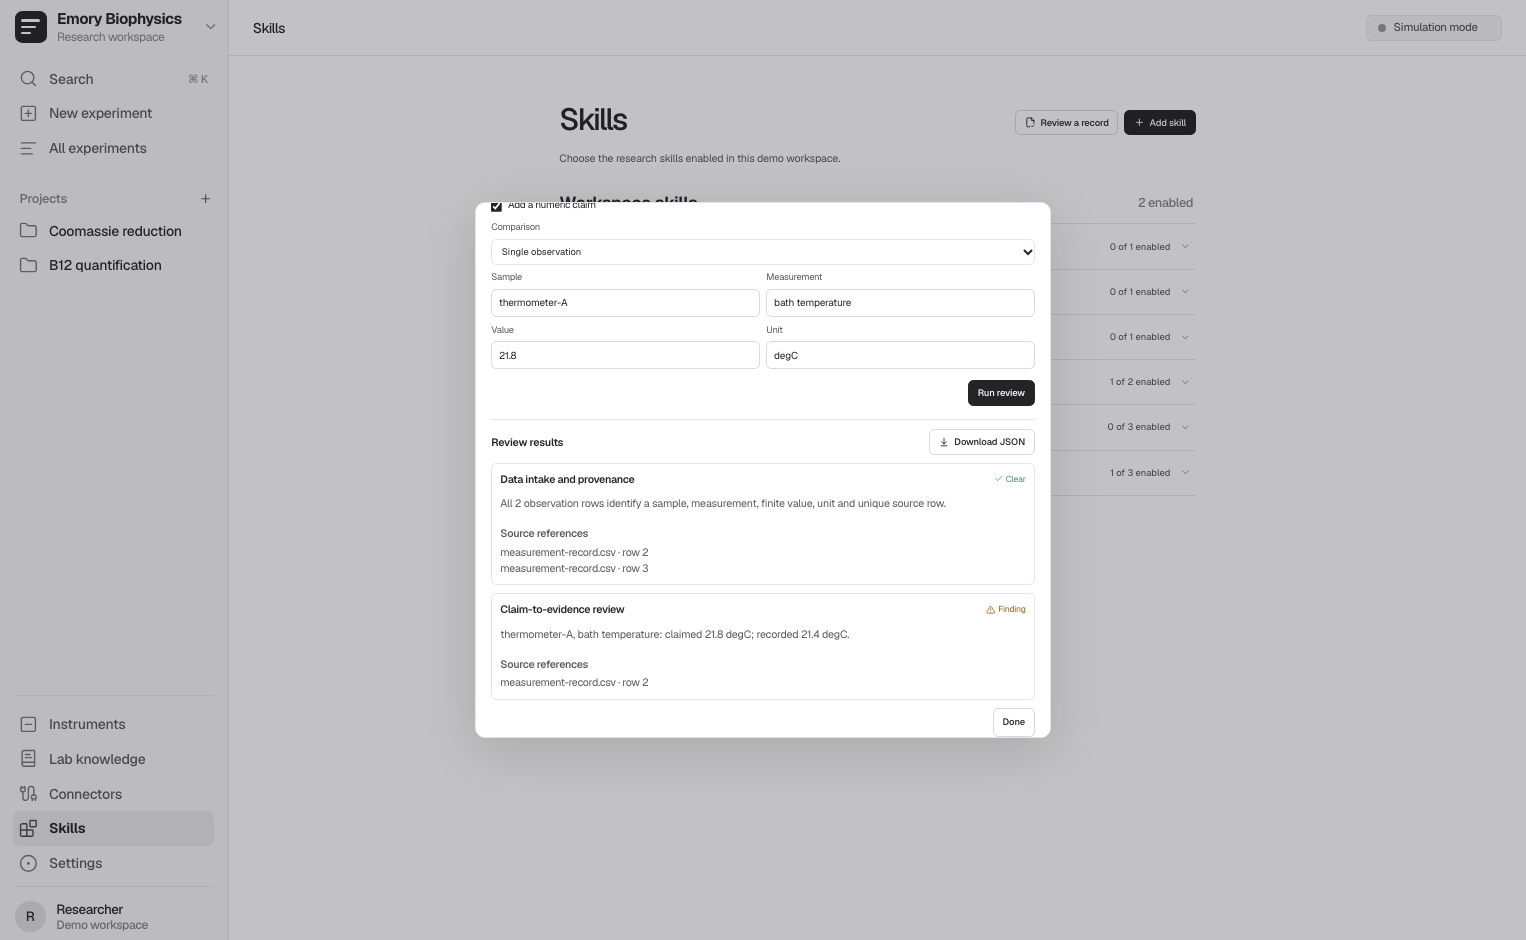 Emory Biophysics
Research workspace
Search ⌘ K
New experiment
All experiments
Projects +
Coomassie reduction
B12 quantification
Instruments
Lab knowledge
Connectors
Skills
Settings
R
Researcher
Demo workspace
Skills
Simulation mode
Skills
Review a record
+ Add skill
Choose the research skills enabled in this demo workspace.
Workspace skills
2 enabled
0 of 1 enabled
0 of 1 enabled
0 of 1 enabled
1 of 2 enabled
0 of 3 enabled
1 of 3 enabled
Add a numeric claim
Comparison
Single observation
Sample Measurement
thermometer-A bath temperature
Value Unit
21.8 degC
Run review
Review results Download JSON
Data intake and provenance Clear
All 2 observation rows identify a sample, measurement, finite value, unit and unique source row.
Source references
measurement-record.csv · row 2
measurement-record.csv · row 3
Claim-to-evidence review Finding
thermometer-A, bath temperature: claimed 21.8 degC; recorded 21.4 degC.
Source references
measurement-record.csv · row 2
Done